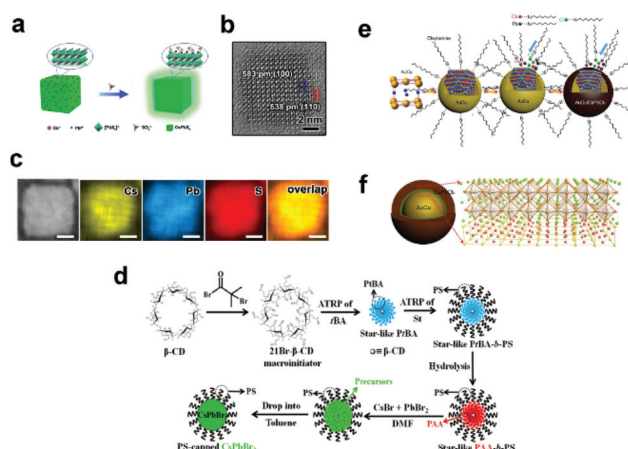 a
b
583 pm (100)
538 pm (110)
2 nm
c
Cs
Pb
S
overlap
e
Oleylamine
AuCu
AuCu
AuCu
f
AuCu
d
β-CD
Br
O
Br
21Br-β-CD
macroinitiator
ATRP of
tBA
PtBA
Star-like PtBA
≡ β-CD
ATRP of
St
PS
Star-like PtBA-b-PS
Hydrolysis
PS
PAA
Star-like PAA-b-PS
CsBr + PbBr₂
DMF
Precursors
PS
Drop into
Toluene
PS
CsPbBr₃
PS-capped CsPbBr₃